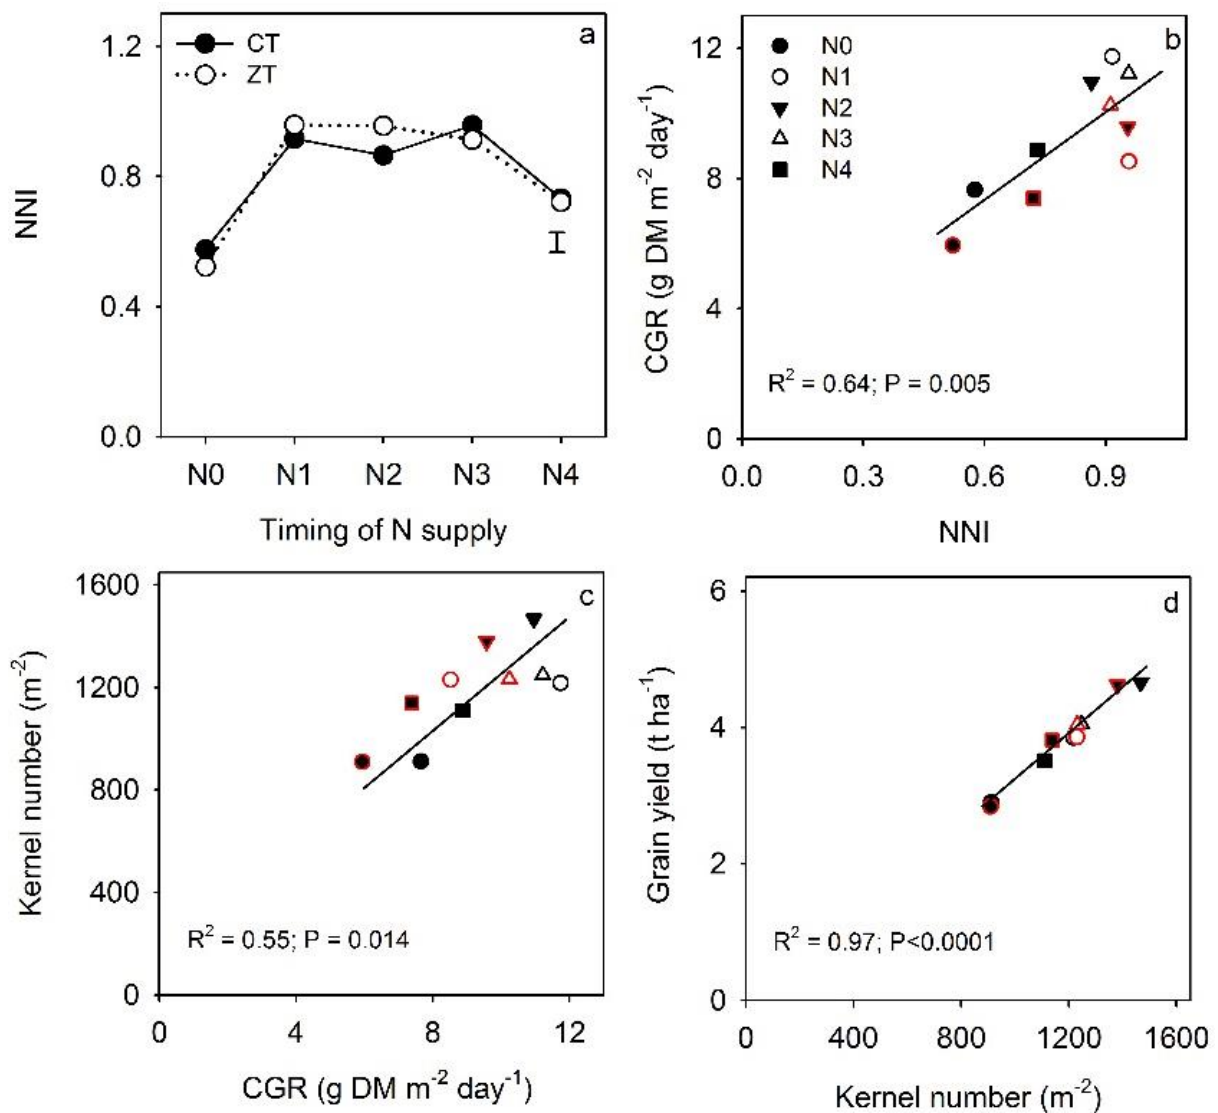 a
CT
ZT
1.2
0.8
0.4
0.0
NNI
N0 N1 N2 N3 N4
Timing of N supply
b
N0
N1
N2
N3
N4
12
8
4
0
CGR (g DM m⁻² day⁻¹)
R² = 0.64; P = 0.005
0.0 0.3 0.6 0.9
NNI
c
1600
1200
800
400
0
Kernel number (m⁻²)
R² = 0.55; P = 0.014
0 4 8 12
CGR (g DM m⁻² day⁻¹)
d
6
4
2
0
Grain yield (t ha⁻¹)
R² = 0.97; P<0.0001
0 400 800 1200 1600
Kernel number (m⁻²)